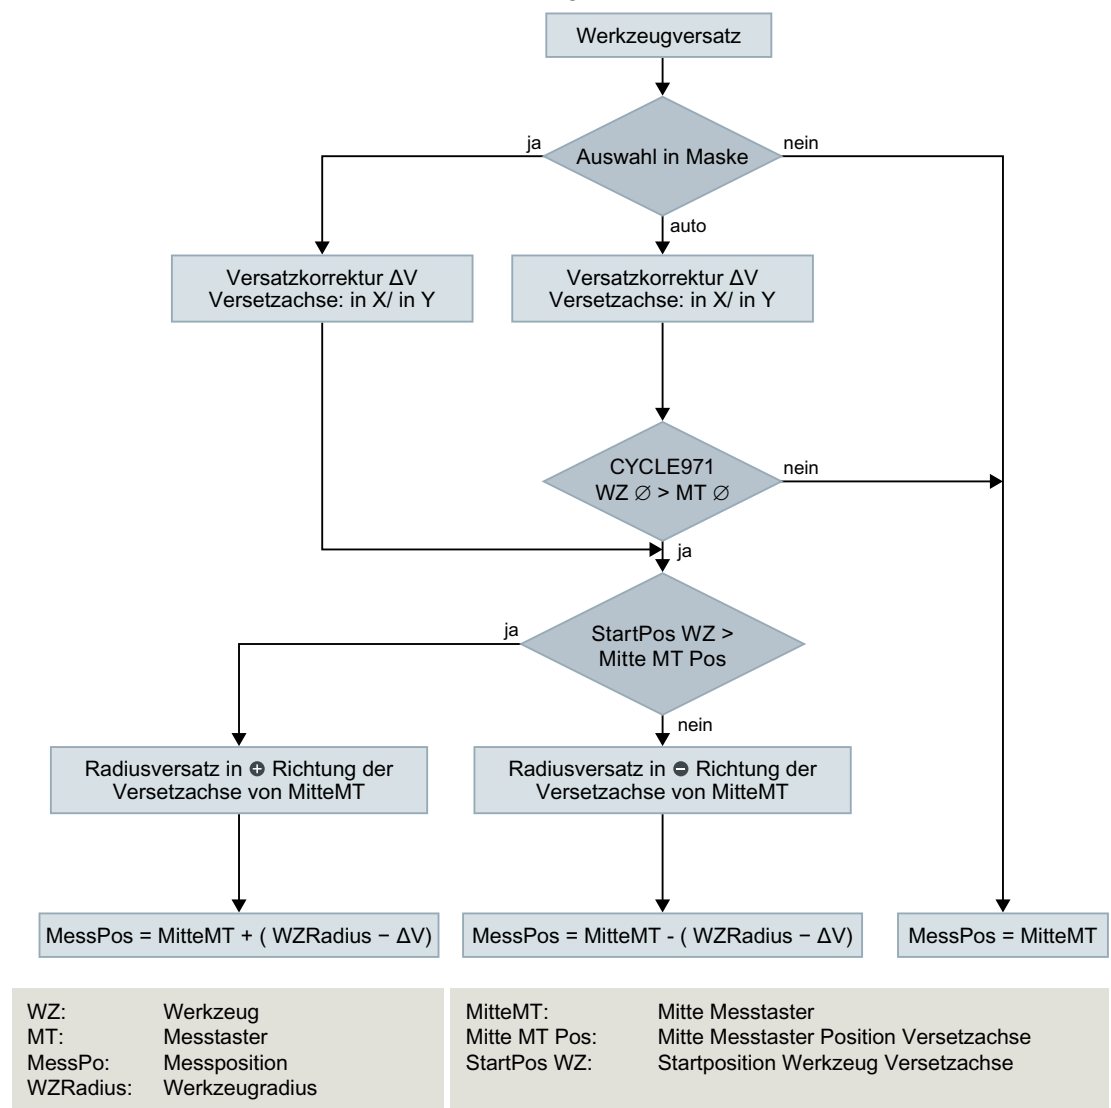 Werkzeugversatz
ja
nein
Auswahl in Maske
auto
Versatzkorrektur ΔV
Versetzachse: in X/ in Y
Versatzkorrektur ΔV
Versetzachse: in X/ in Y
CYCLE971
WZ ∅ > MT ∅
nein
ja
StartPos WZ >
Mitte MT Pos
ja
nein
Radiusversatz in ⊕ Richtung der
Versetzachse von MitteMT
Radiusversatz in ⊖ Richtung der
Versetzachse von MitteMT
MessPos = MitteMT + ( WZRadius − ΔV)
MessPos = MitteMT - ( WZRadius − ΔV)
MessPos = MitteMT
WZ: Werkzeug
MT: Messtaster
MessPo: Messposition
WZRadius: Werkzeugradius
MitteMT: Mitte Messtaster
Mitte MT Pos: Mitte Messtaster Position Versetzachse
StartPos WZ: Startposition Werkzeug Versetzachse